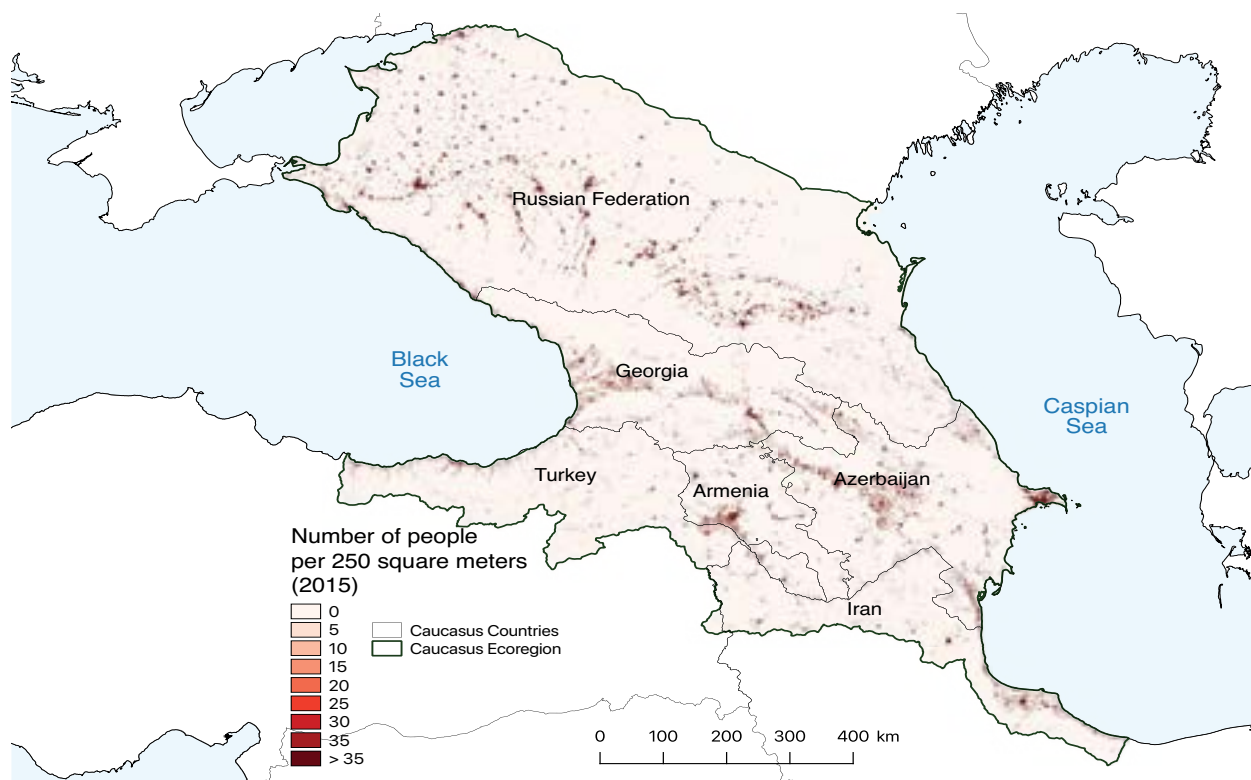 Russian Federation
Black
Sea
Georgia
Caspian
Sea
Turkey
Armenia
Azerbaijan
Iran
Number of people
per 250 square meters
(2015)
0
5
10
15
20
25
30
35
> 35
Caucasus Countries
Caucasus Ecoregion
0 100 200 300 400 km